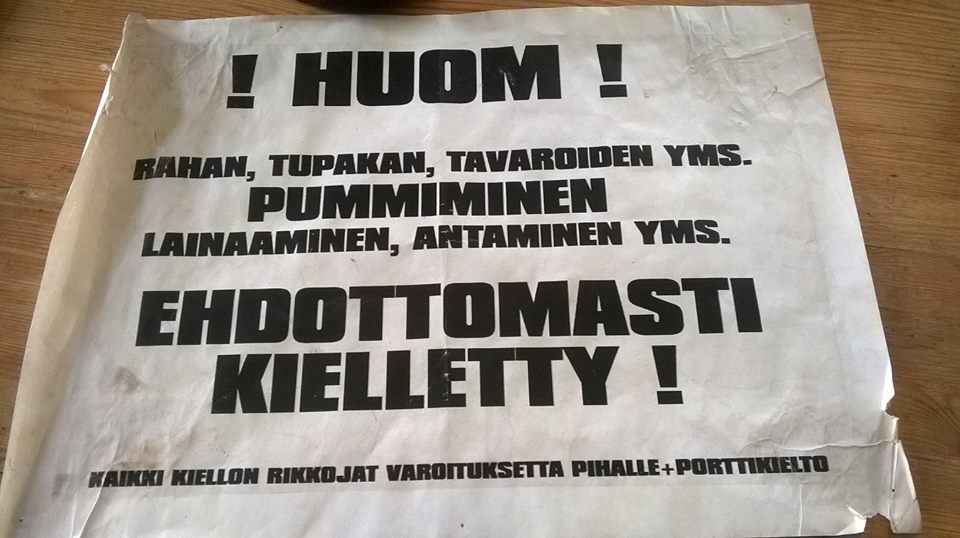 ! HUOM !
RAHAN, TUPAKAN, TAVAROIDEN YMS.
PUMMIMINEN
LAINAAMINEN, ANTAMINEN YMS.
EHDOTTOMASTI
KIELLETTY !
KAIKKI KIELLON RIKKOJAT VAROITUKSETTA PIHALLE+PORTTIKIELTO